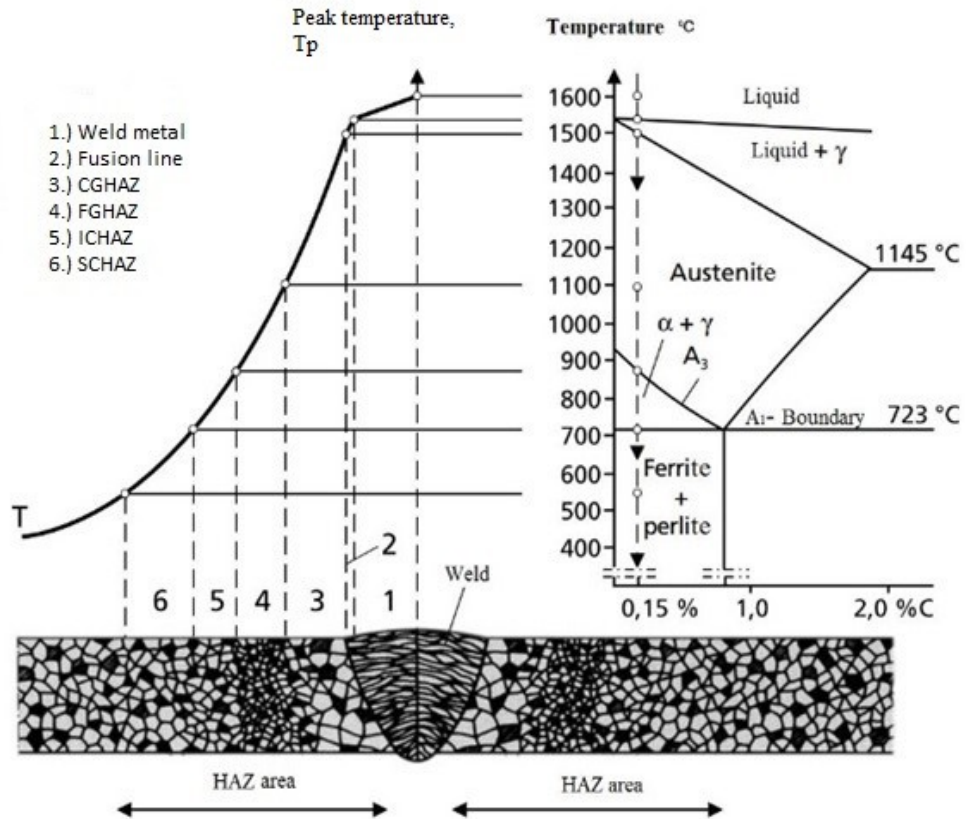 Peak temperature,
Tp
1.) Weld metal
2.) Fusion line
3.) CGHAZ
4.) FGHAZ
5.) ICHAZ
6.) SCHAZ
T
6 5 4 3 2 1
Weld
HAZ area
HAZ area
Temperature °C
1600
1500
1400
1300
1200
1100
1000
900
800
700
600
500
400
Liquid
Liquid + γ
1145 °C
Austenite
α + γ
A₃
A₁- Boundary
723 °C
Ferrite
+
perlite
0,15 % 1,0 2,0 %C